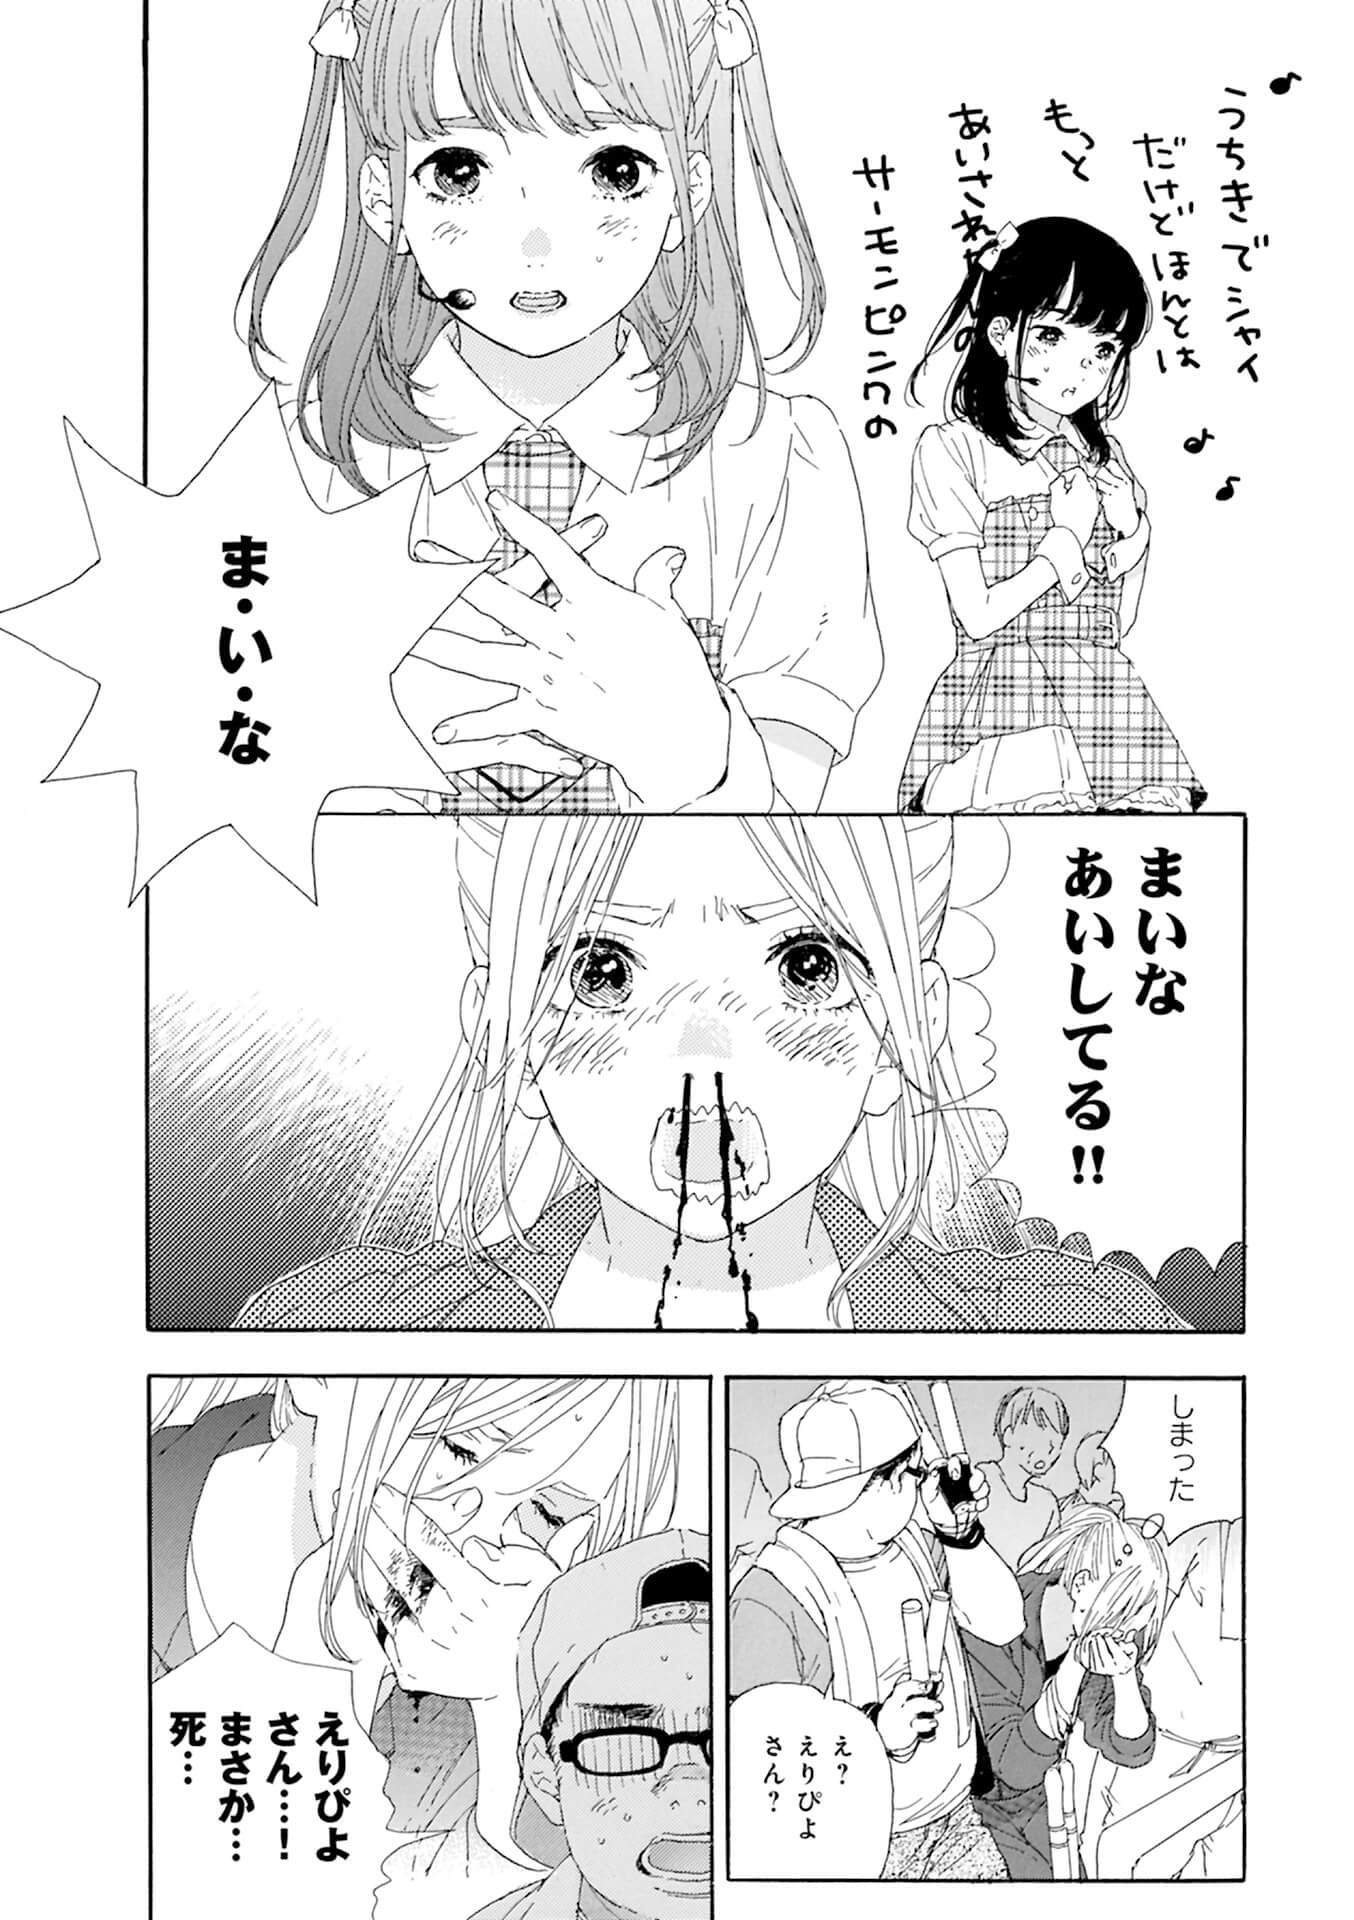 うちきでシャイ
だけどほんとは
もっと
あいされたいの
サーモンピンクの
ま・い・な
まいな
あいしてる!!
しまった
え?
えりぴよ
さん?
えりぴよ
さん…!
まさか…
死…